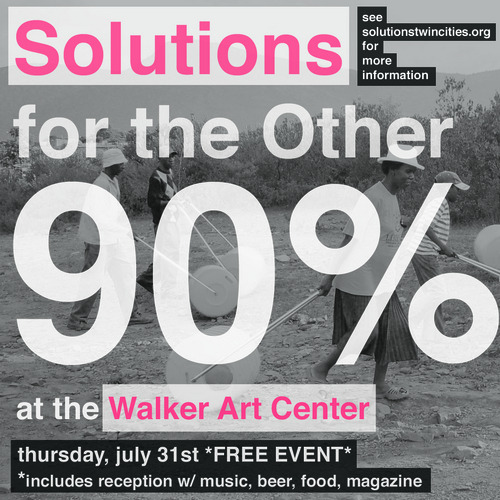 Solutions
see
solutionstwincities.org
for
more
information
for the Other
90%
at the Walker Art Center
thursday, july 31st *FREE EVENT*
*includes reception w/ music, beer, food, magazine